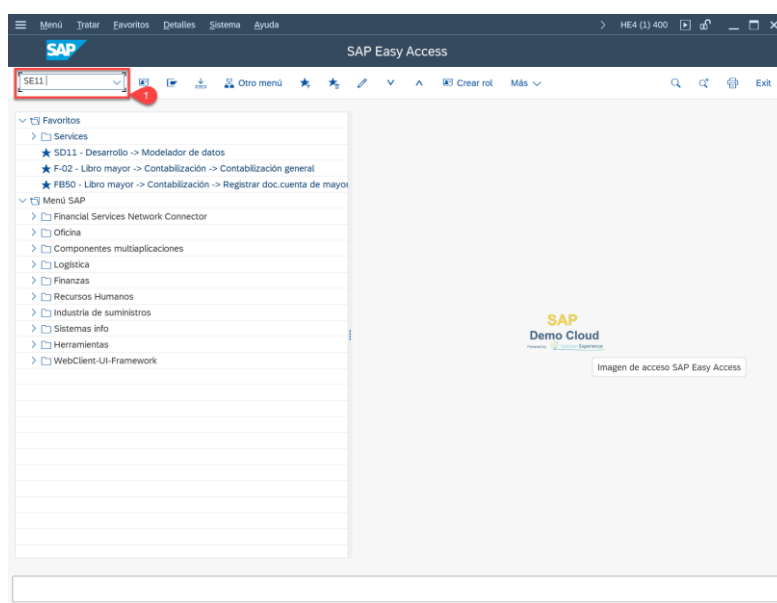 Menú Tratar Favoritos Detalles Sistema Ayuda HE4 (1) 400
SAP SAP Easy Access
SE11 Otro menú Crear rol Más Exit
1
Favoritos
Services
SD11 - Desarrollo -> Modelador de datos
F-02 - Libro mayor -> Contabilización -> Contabilización general
FB50 - Libro mayor -> Contabilización -> Registrar doc.cuenta de mayor
Menú SAP
Financial Services Network Connector
Oficina
Componentes multiaplicaciones
Logística
Finanzas
Recursos Humanos
Industria de suministros
Sistemas info
Herramientas
WebClient-UI-Framework
SAP
Demo Cloud
Solution Experience
Imagen de acceso SAP Easy Access